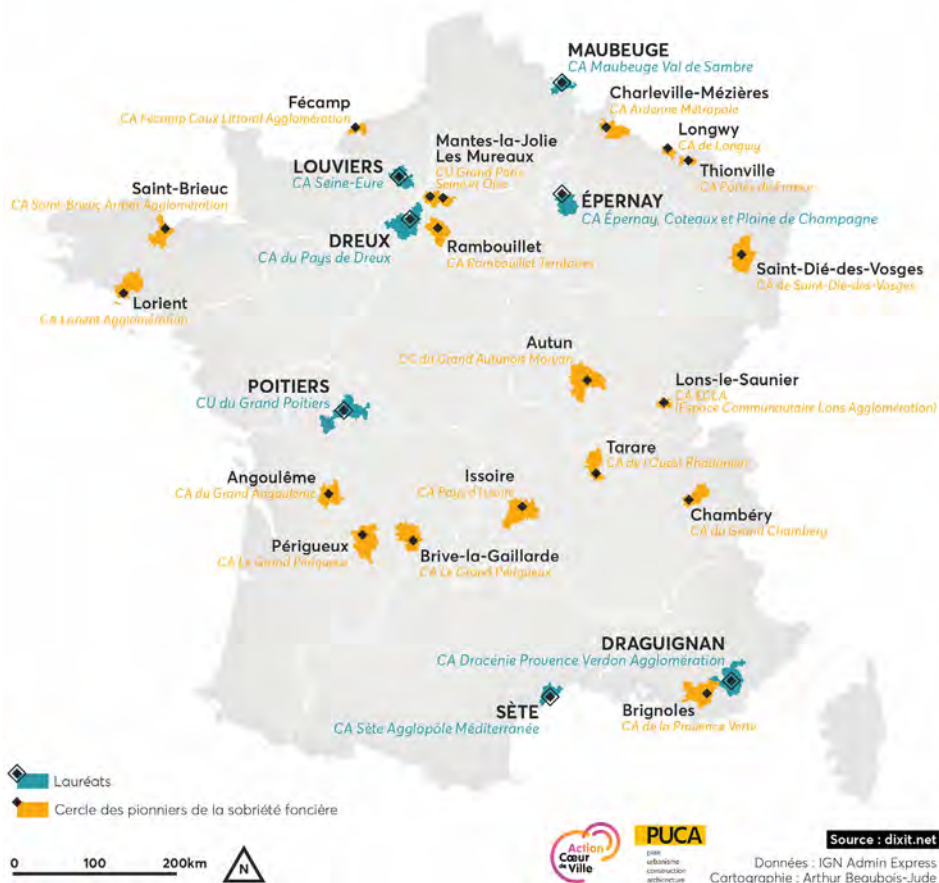 MAUBEUGE
CA Maubeuge Val de Sambre
Charleville-Mézières
CA Ardenne Métropole
Fécamp
CA Fécamp Caux Littoral Agglomération
Longwy
CA de Longwy
Mantes-la-Jolie
Les Mureaux
CU Grand Paris
Seine et Oise
Thionville
CA Portes de France
LOUVIERS
CA Seine-Eure
Saint-Brieuc
CA Saint-Brieuc Armor Agglomération
ÉPERNAY
CA Épernay, Coteaux et Plaine de Champagne
DREUX
CA du Pays de Dreux
Rambouillet
CA Rambouillet Territoires
Saint-Dié-des-Vosges
CA de Saint-Dié-des-Vosges
Lorient
CA Lorient Agglomération
Autun
CC du Grand Autunois Morvan
POITIERS
CU du Grand Poitiers
Lons-le-Saunier
CA ECLA
(Espace Communautaire Lons Agglomération)
Tarare
CA de l'Ouest Rhodanien
Angoulême
CA du Grand Angoulême
Issoire
CA Pays d'Issoire
Chambéry
CA du Grand Chambéry
Périgueux
CA Le Grand Périgueux
Brive-la-Gaillarde
CA Le Grand Périgueux
DRAGUIGNAN
CA Dracénie Provence Verdon Agglomération
SÈTE
CA Sète Agglopôle Méditerranée
Brignoles
CA de la Provence Verte
Lauréats
Cercle des pionniers de la sobriété foncière
0 100 200km
N
Action
Cœur
de Ville
PUCA
plan
urbanisme
construction
architecture
Source : dixit.net
Données : IGN Admin Express
Cartographie : Arthur Beaubois-Jude